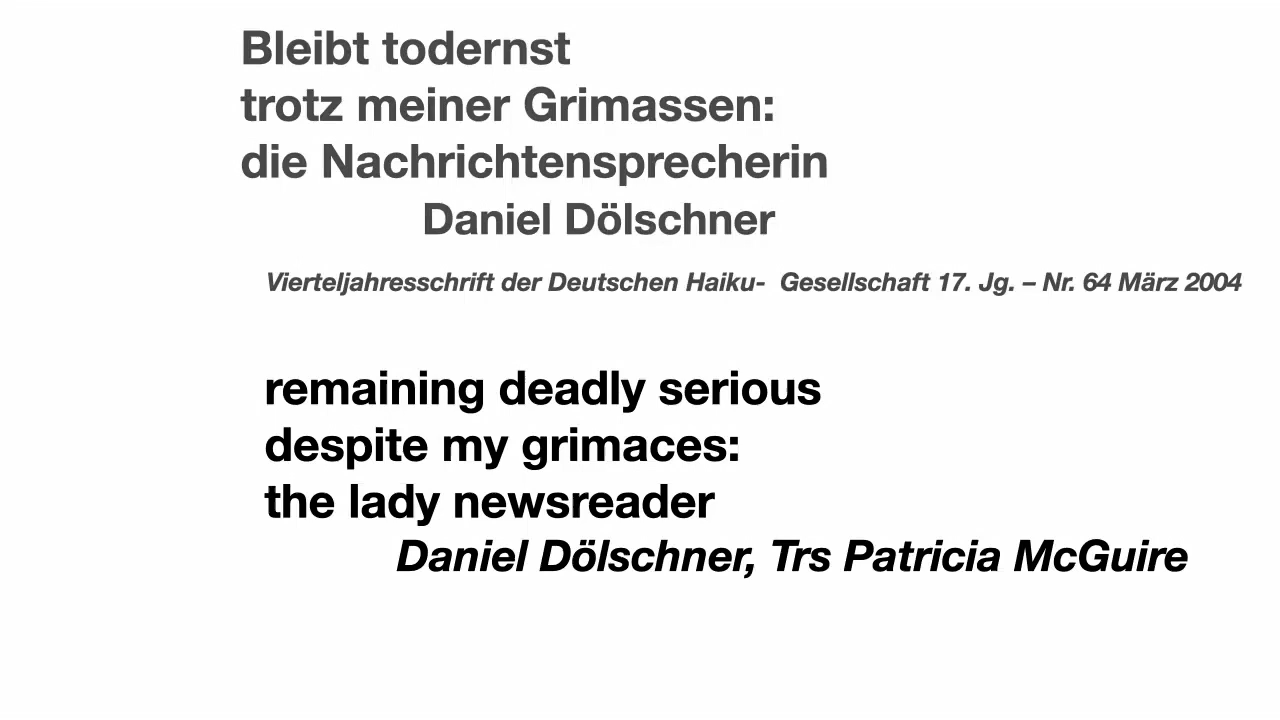 Bleibt todernst
trotz meiner Grimassen:
die Nachrichtensprecherin
Daniel Dölschner
Vierteljahresschrift der Deutschen Haiku- Gesellschaft 17. Jg. – Nr. 64 März 2004
remaining deadly serious
despite my grimaces:
the lady newsreader
Daniel Dölschner, Trs Patricia McGuire